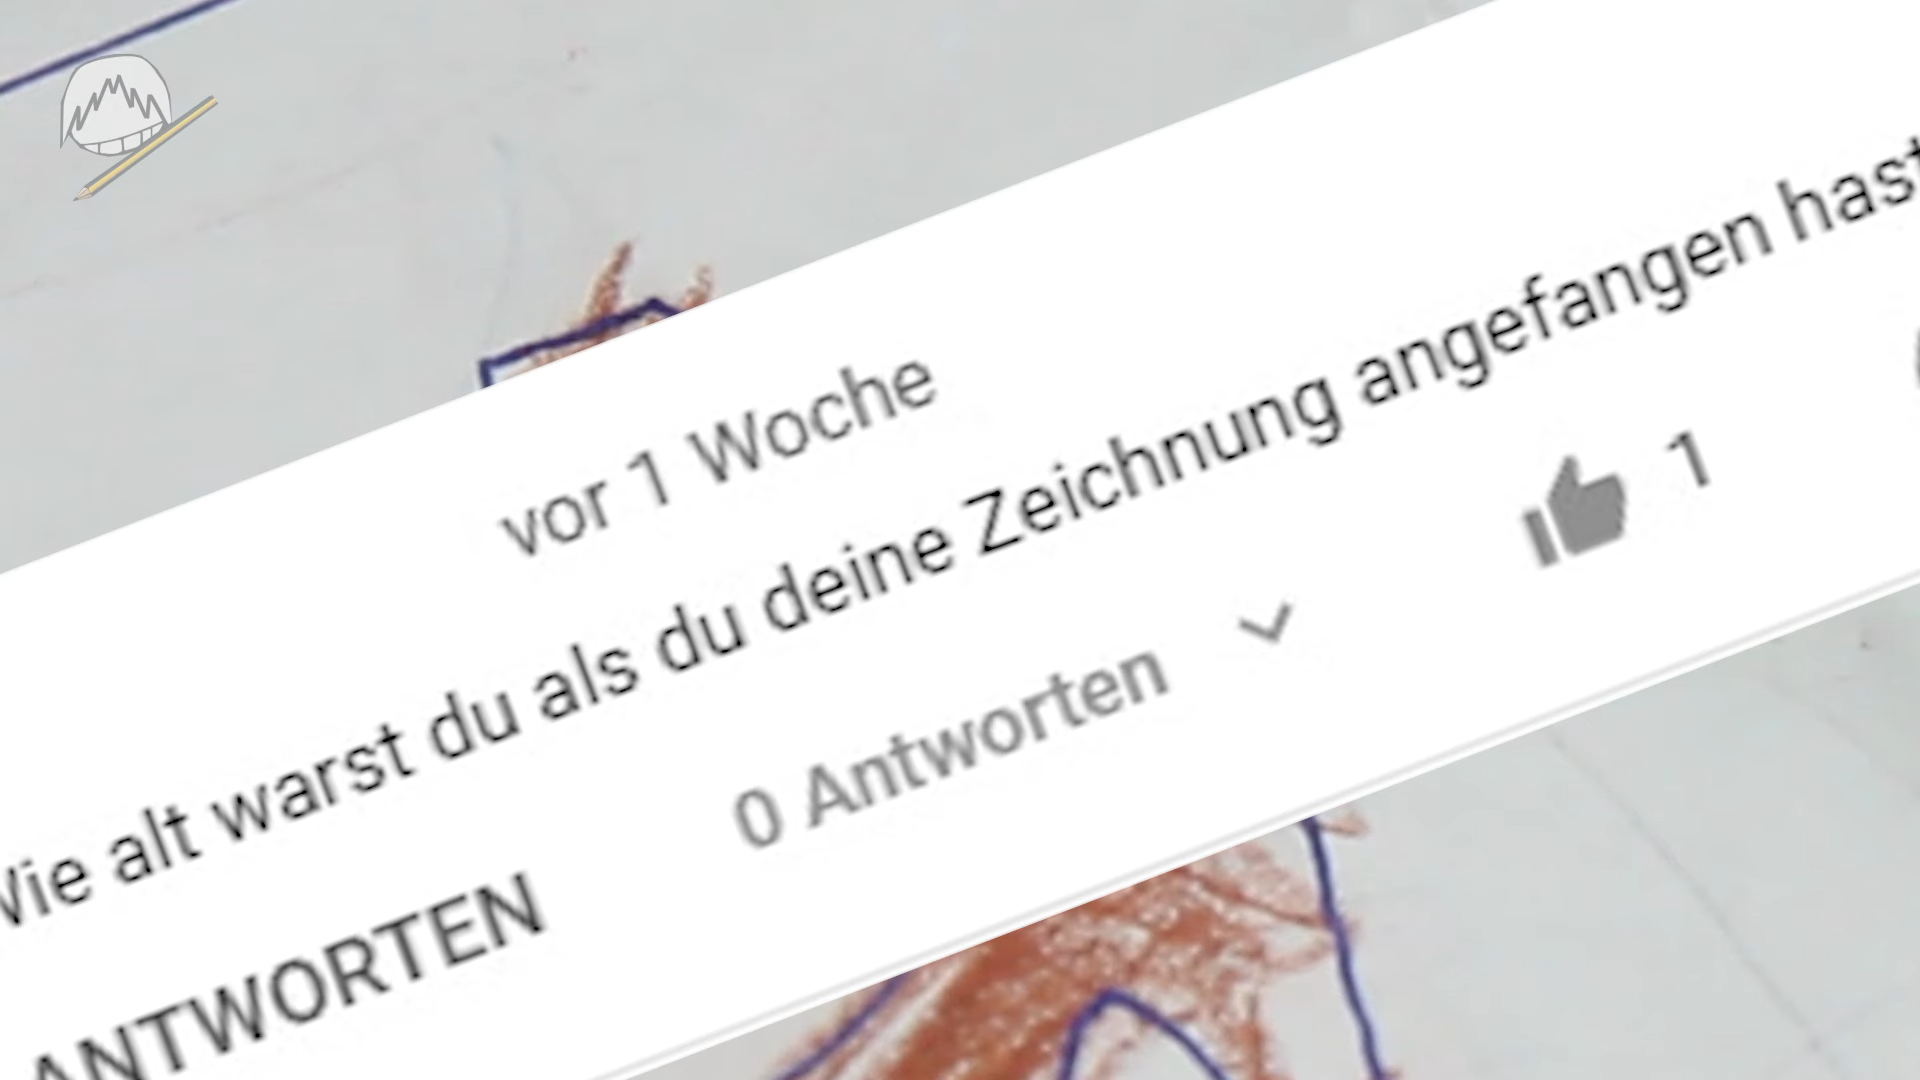 vor 1 Woche
Wie alt warst du als du deine Zeichnung angefangen hast
0 Antworten
1
ANTWORTEN